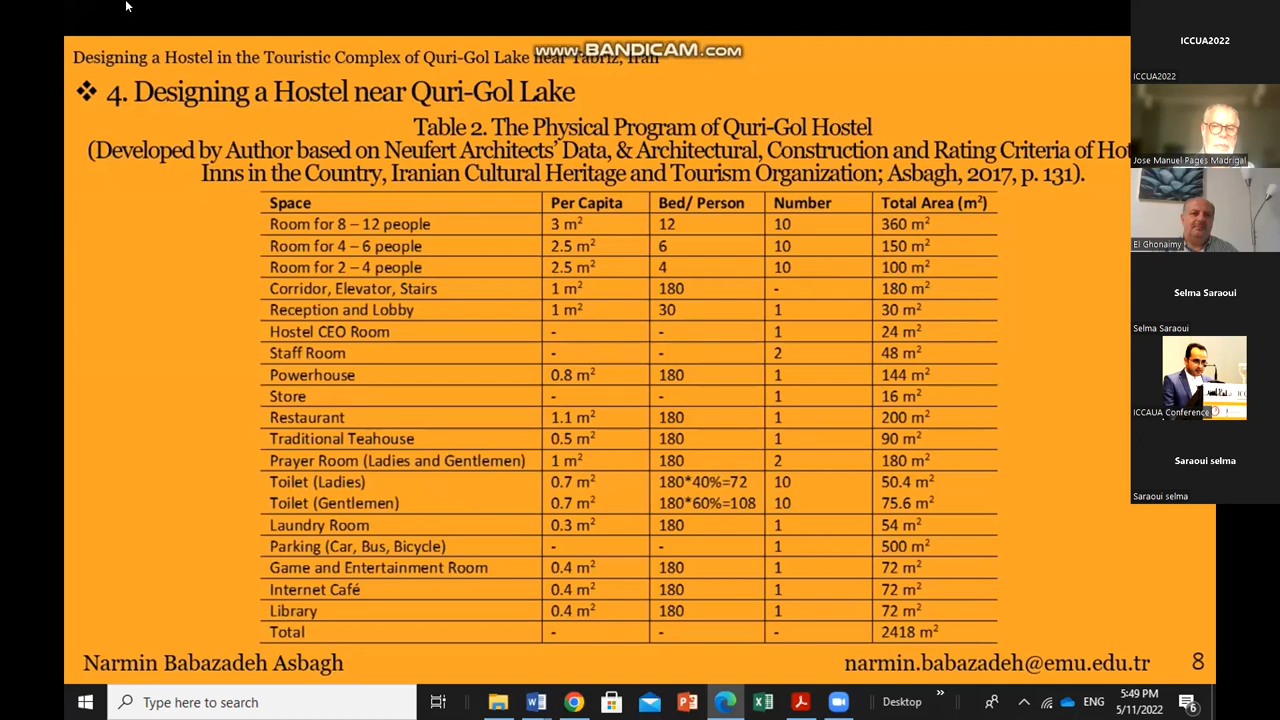 www.BANDICAM.com
Designing a Hostel in the Touristic Complex of Quri-Gol Lake near Tabriz, Iran
❖ 4. Designing a Hostel near Quri-Gol Lake
Table 2. The Physical Program of Quri-Gol Hostel
(Developed by Author based on Neufert Architects' Data, & Architectural, Construction and Rating Criteria of
Inns in the Country, Iranian Cultural Heritage and Tourism Organization; Asbagh, 2017, p. 131).
Space Per Capita Bed/ Person Number Total Area (m²)
Room for 8 – 12 people 3 m² 12 10 360 m²
Room for 4 – 6 people 2.5 m² 6 10 150 m²
Room for 2 – 4 people 2.5 m² 4 10 100 m²
Corridor, Elevator, Stairs 1 m² 180 - 180 m²
Reception and Lobby 1 m² 30 1 30 m²
Hostel CEO Room - - 1 24 m²
Staff Room - - 2 48 m²
Powerhouse 0.8 m² 180 1 144 m²
Store - - 1 16 m²
Restaurant 1.1 m² 180 1 200 m²
Traditional Teahouse 0.5 m² 180 1 90 m²
Prayer Room (Ladies and Gentlemen) 1 m² 180 2 180 m²
Toilet (Ladies) 0.7 m² 180*40%=72 10 50.4 m²
Toilet (Gentlemen) 0.7 m² 180*60%=108 10 75.6 m²
Laundry Room 0.3 m² 180 1 54 m²
Parking (Car, Bus, Bicycle) - - 1 500 m²
Game and Entertainment Room 0.4 m² 180 1 72 m²
Internet Café 0.4 m² 180 1 72 m²
Library 0.4 m² 180 1 72 m²
Total - - - 2418 m²
Narmin Babazadeh Asbagh narmin.babazadeh@emu.edu.tr 8
ICCUA2022
ICCUA2022
Jose Manuel Pages Madrigal
El Ghonaimy
Selma Saraoui
Selma Saraoui
ICCAUA Conference
Saraoui selma
Saraoui selma
Type here to search
Desktop
ENG
5:49 PM
5/11/2022
6